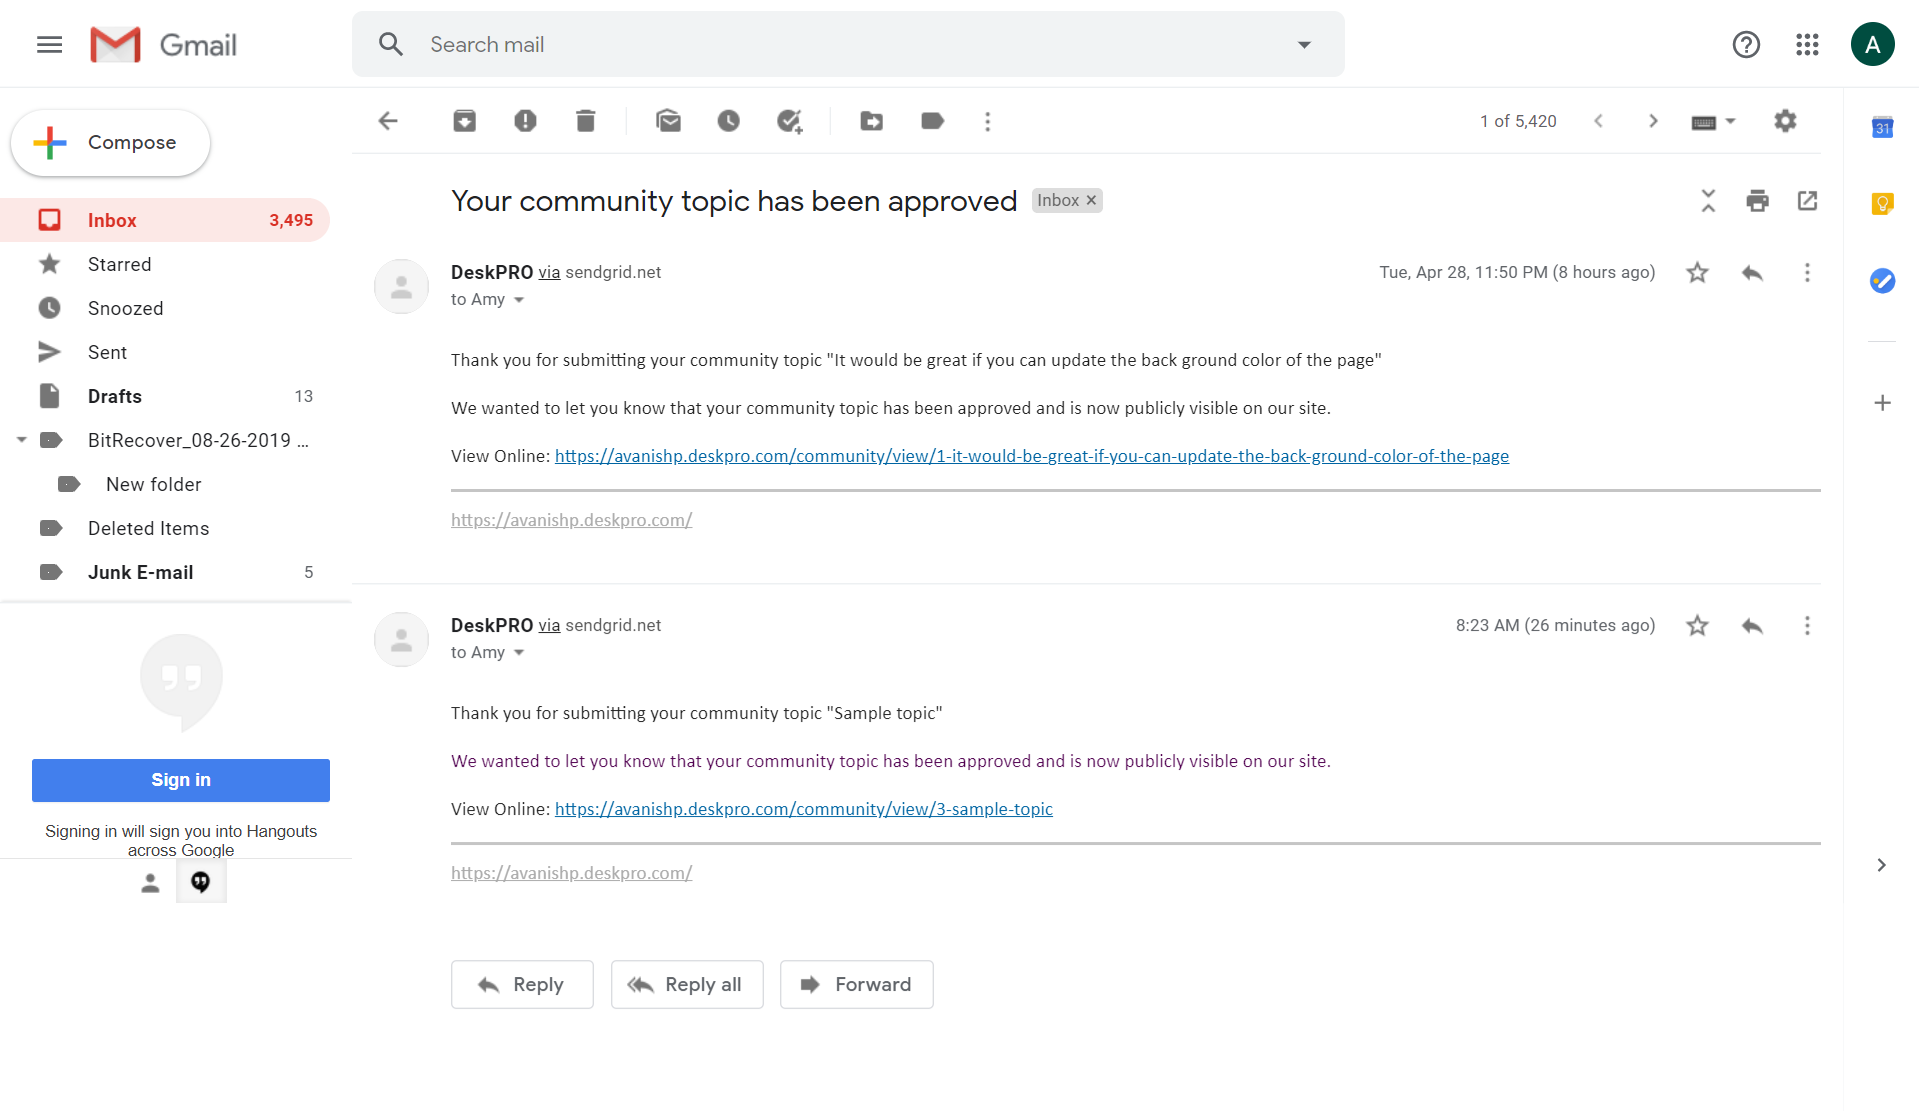 Gmail
Search mail
A
Compose
1 of 5,420
31
Inbox 3,495
Starred
Snoozed
Sent
Drafts 13
BitRecover_08-26-2019 ...
New folder
Deleted Items
Junk E-mail 5
Sign in
Signing in will sign you into Hangouts
across Google
Your community topic has been approved Inbox ×
DeskPRO via sendgrid.net Tue, Apr 28, 11:50 PM (8 hours ago)
to Amy
Thank you for submitting your community topic "It would be great if you can update the back ground color of the page"
We wanted to let you know that your community topic has been approved and is now publicly visible on our site.
View Online: https://avanishp.deskpro.com/community/view/1-it-would-be-great-if-you-can-update-the-back-ground-color-of-the-page
https://avanishp.deskpro.com/
DeskPRO via sendgrid.net 8:23 AM (26 minutes ago)
to Amy
Thank you for submitting your community topic "Sample topic"
We wanted to let you know that your community topic has been approved and is now publicly visible on our site.
View Online: https://avanishp.deskpro.com/community/view/3-sample-topic
https://avanishp.deskpro.com/
Reply Reply all Forward